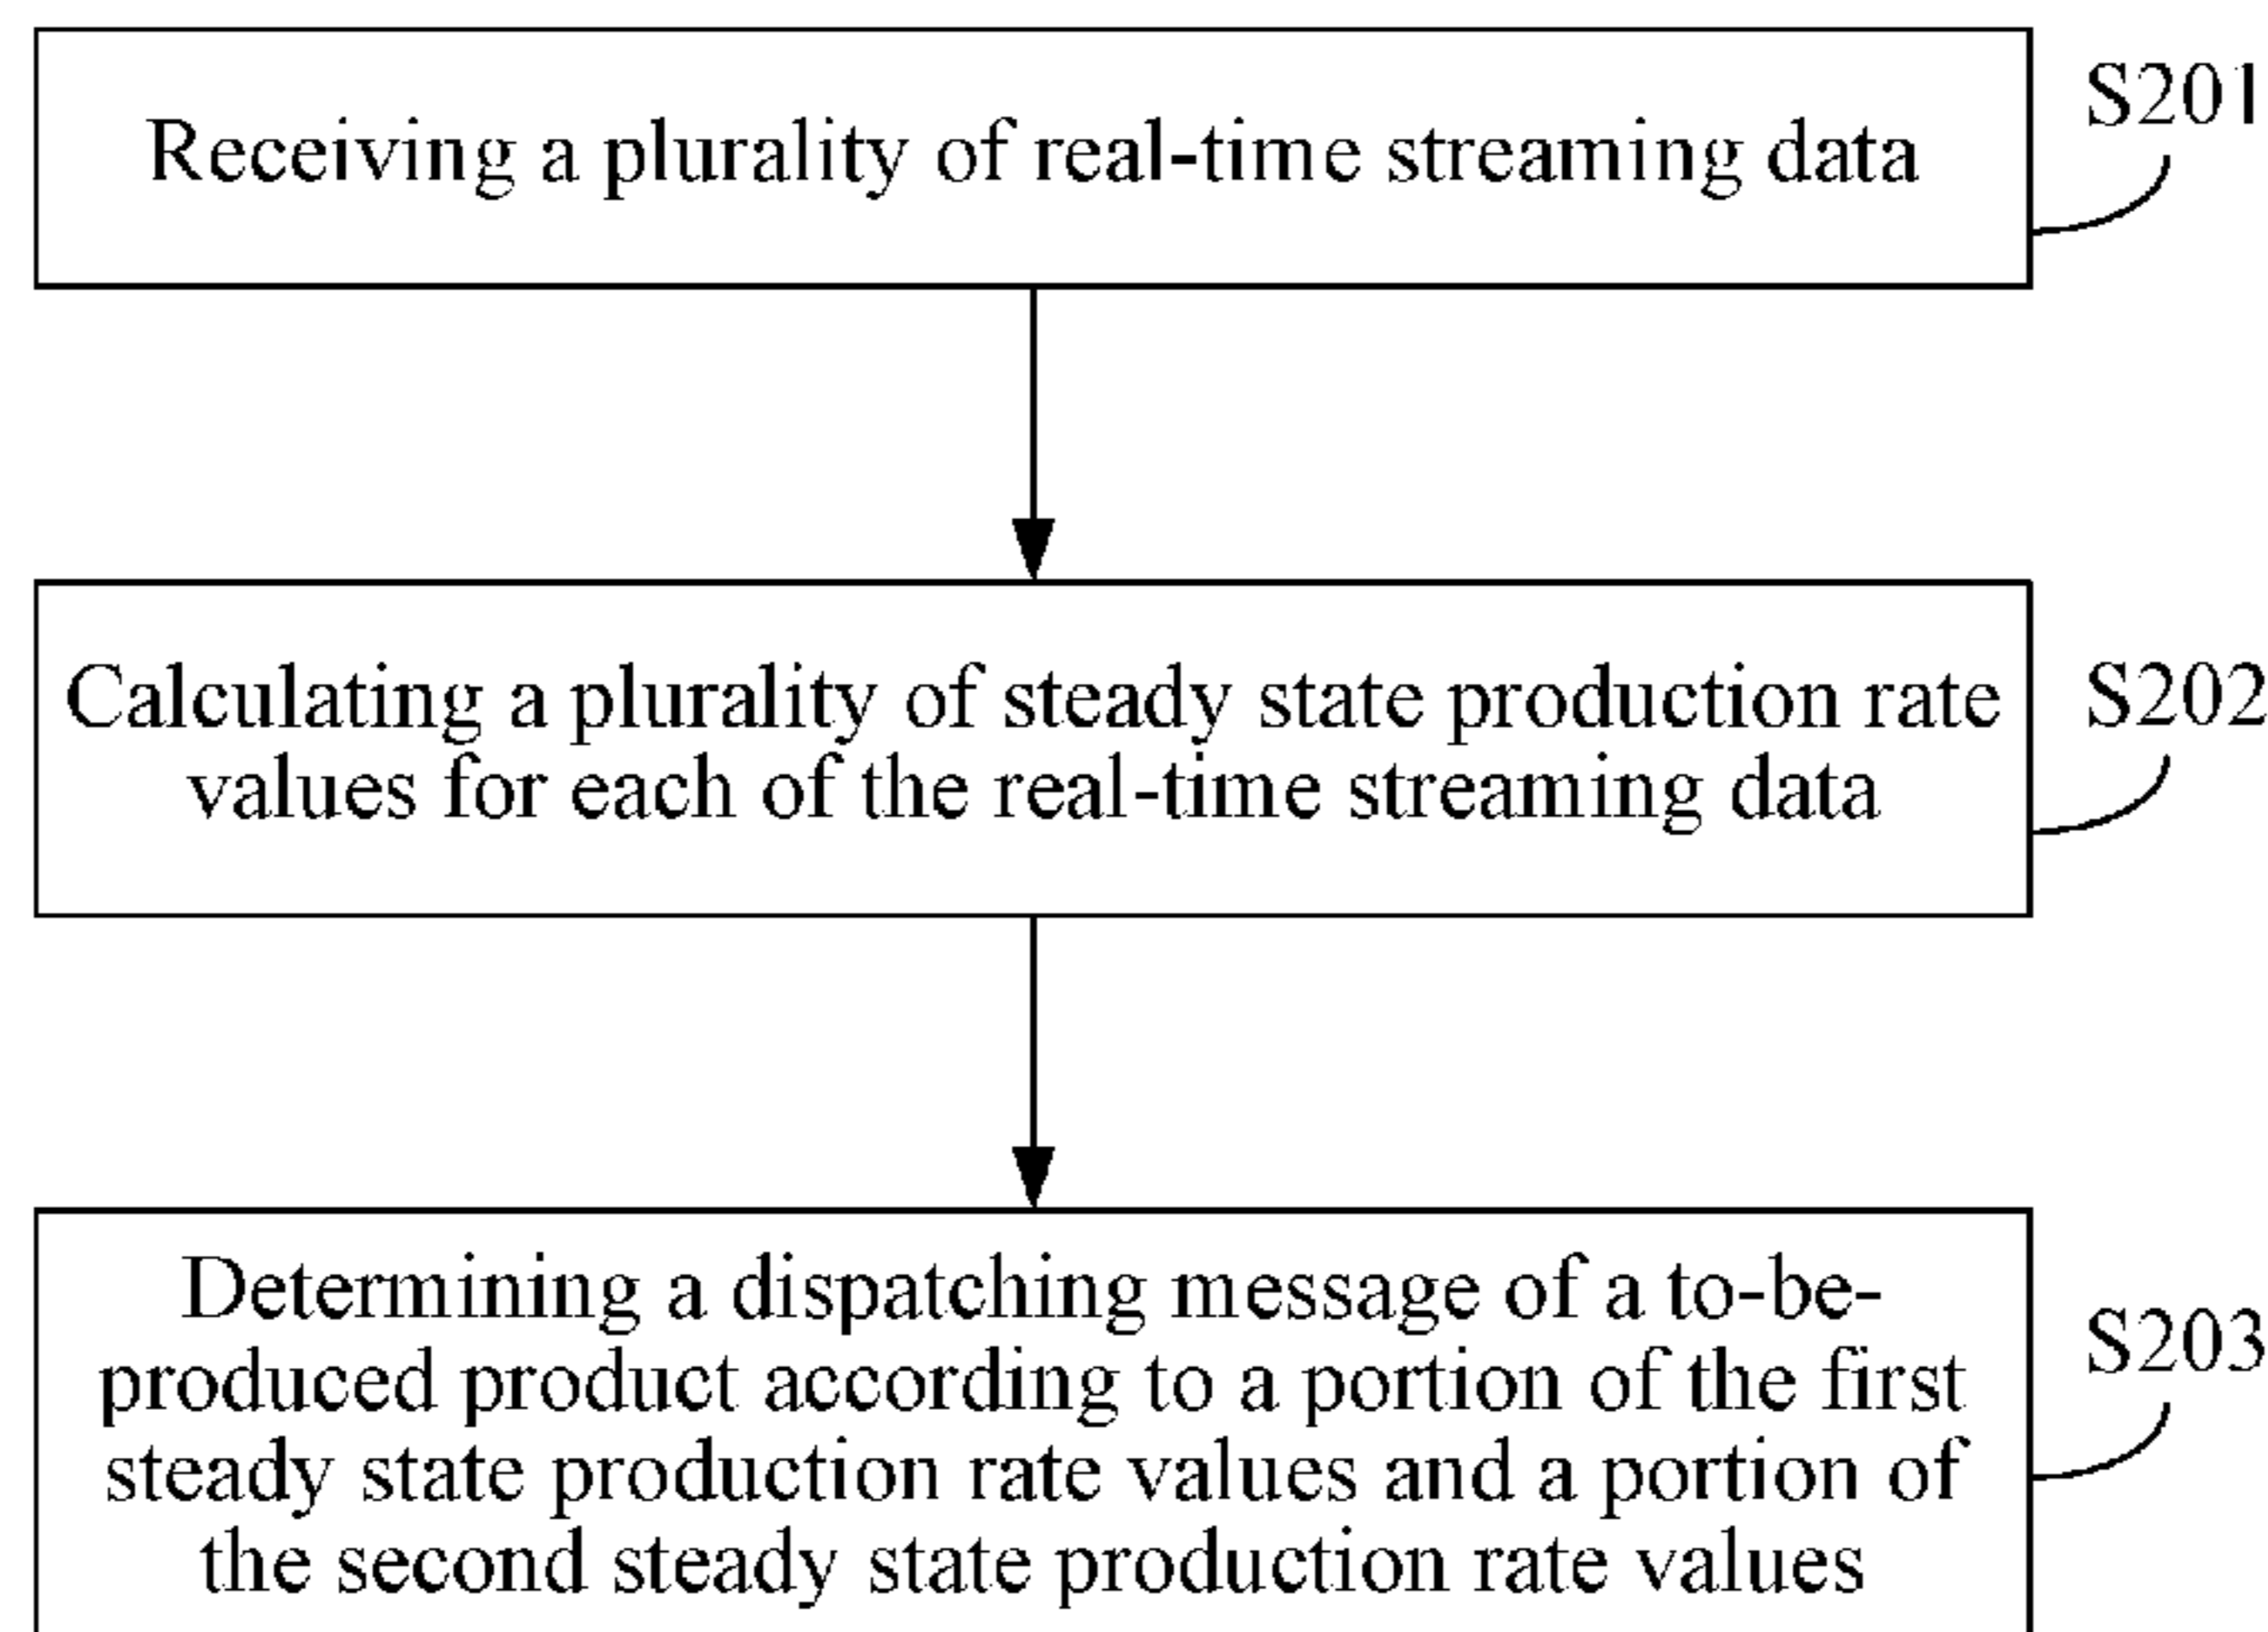 Receiving a plurality of real-time streaming data
S201
Calculating a plurality of steady state production rate
values for each of the real-time streaming data
S202
Determining a dispatching message of a to-be-
produced product according to a portion of the first
steady state production rate values and a portion of
the second steady state production rate values
S203